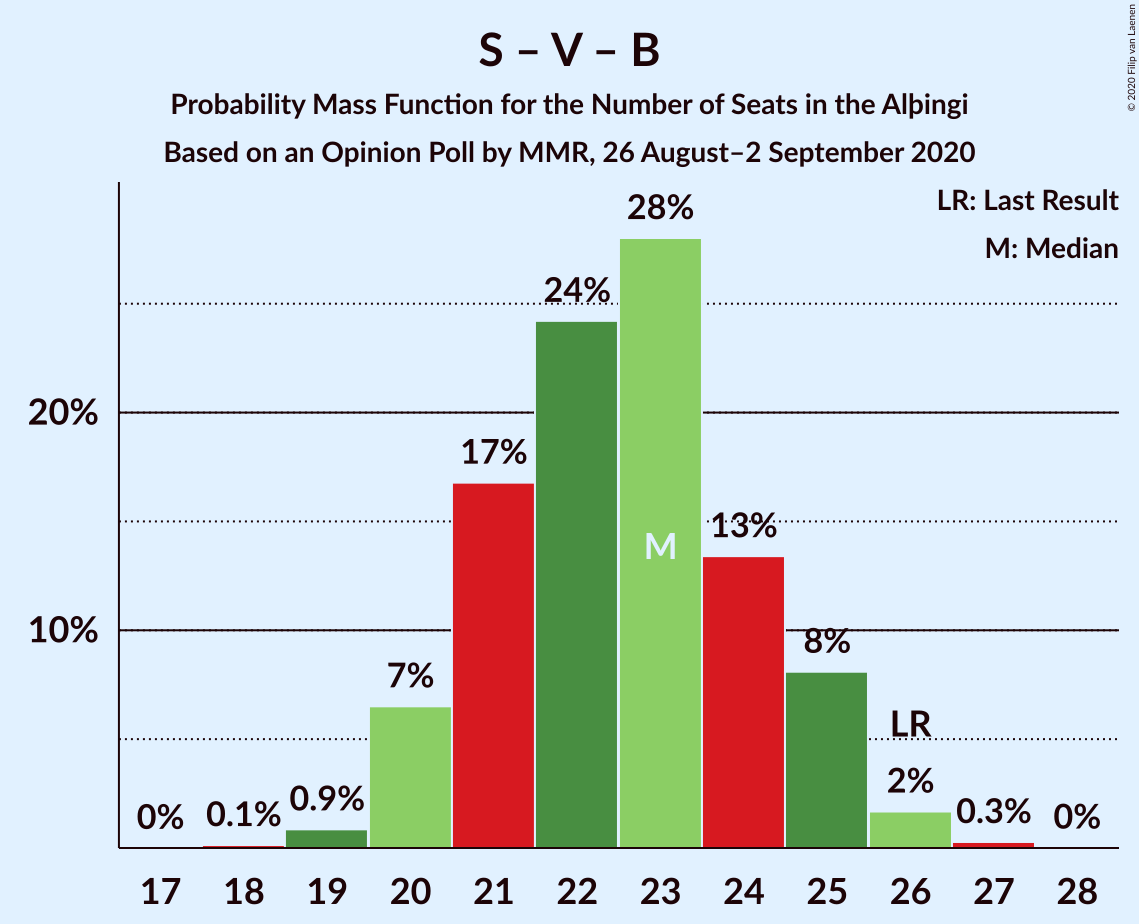 S – V – B
Probability Mass Function for the Number of Seats in the Alþingi
Based on an Opinion Poll by MMR, 26 August–2 September 2020
© 2020 Filip van Laenen
LR: Last Result
M: Median
28%
24%
20%
17%
13%
M
10%
8%
7%
LR
2%
0.9%
0.3%
0.1%
0%
0%
17 18 19 20 21 22 23 24 25 26 27 28